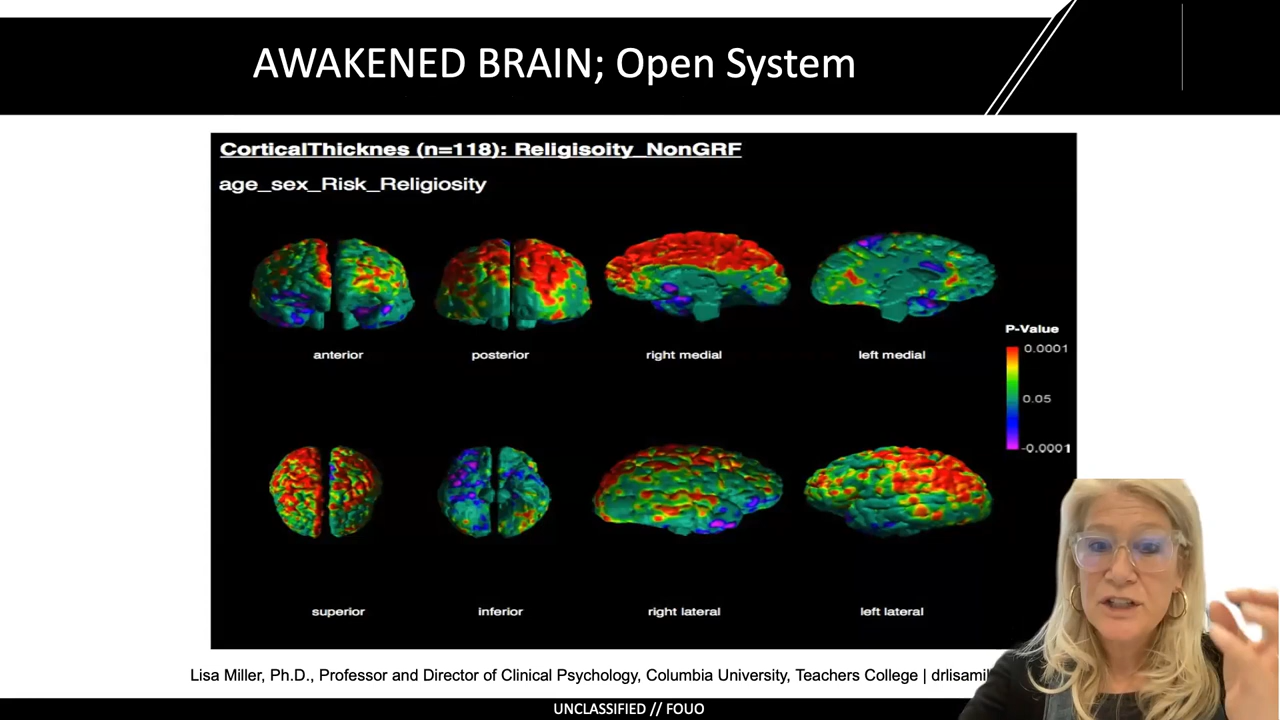 AWAKENED BRAIN; Open System
CorticalThicknes (n=118): Religisoity_NonGRF
age_sex_Risk_Religiosity
anterior
posterior
right medial
left medial
P-Value
0.0001
0.05
-0.0001
superior
inferior
right lateral
left lateral
Lisa Miller, Ph.D., Professor and Director of Clinical Psychology, Columbia University, Teachers College | drlisamil
UNCLASSIFIED // FOUO